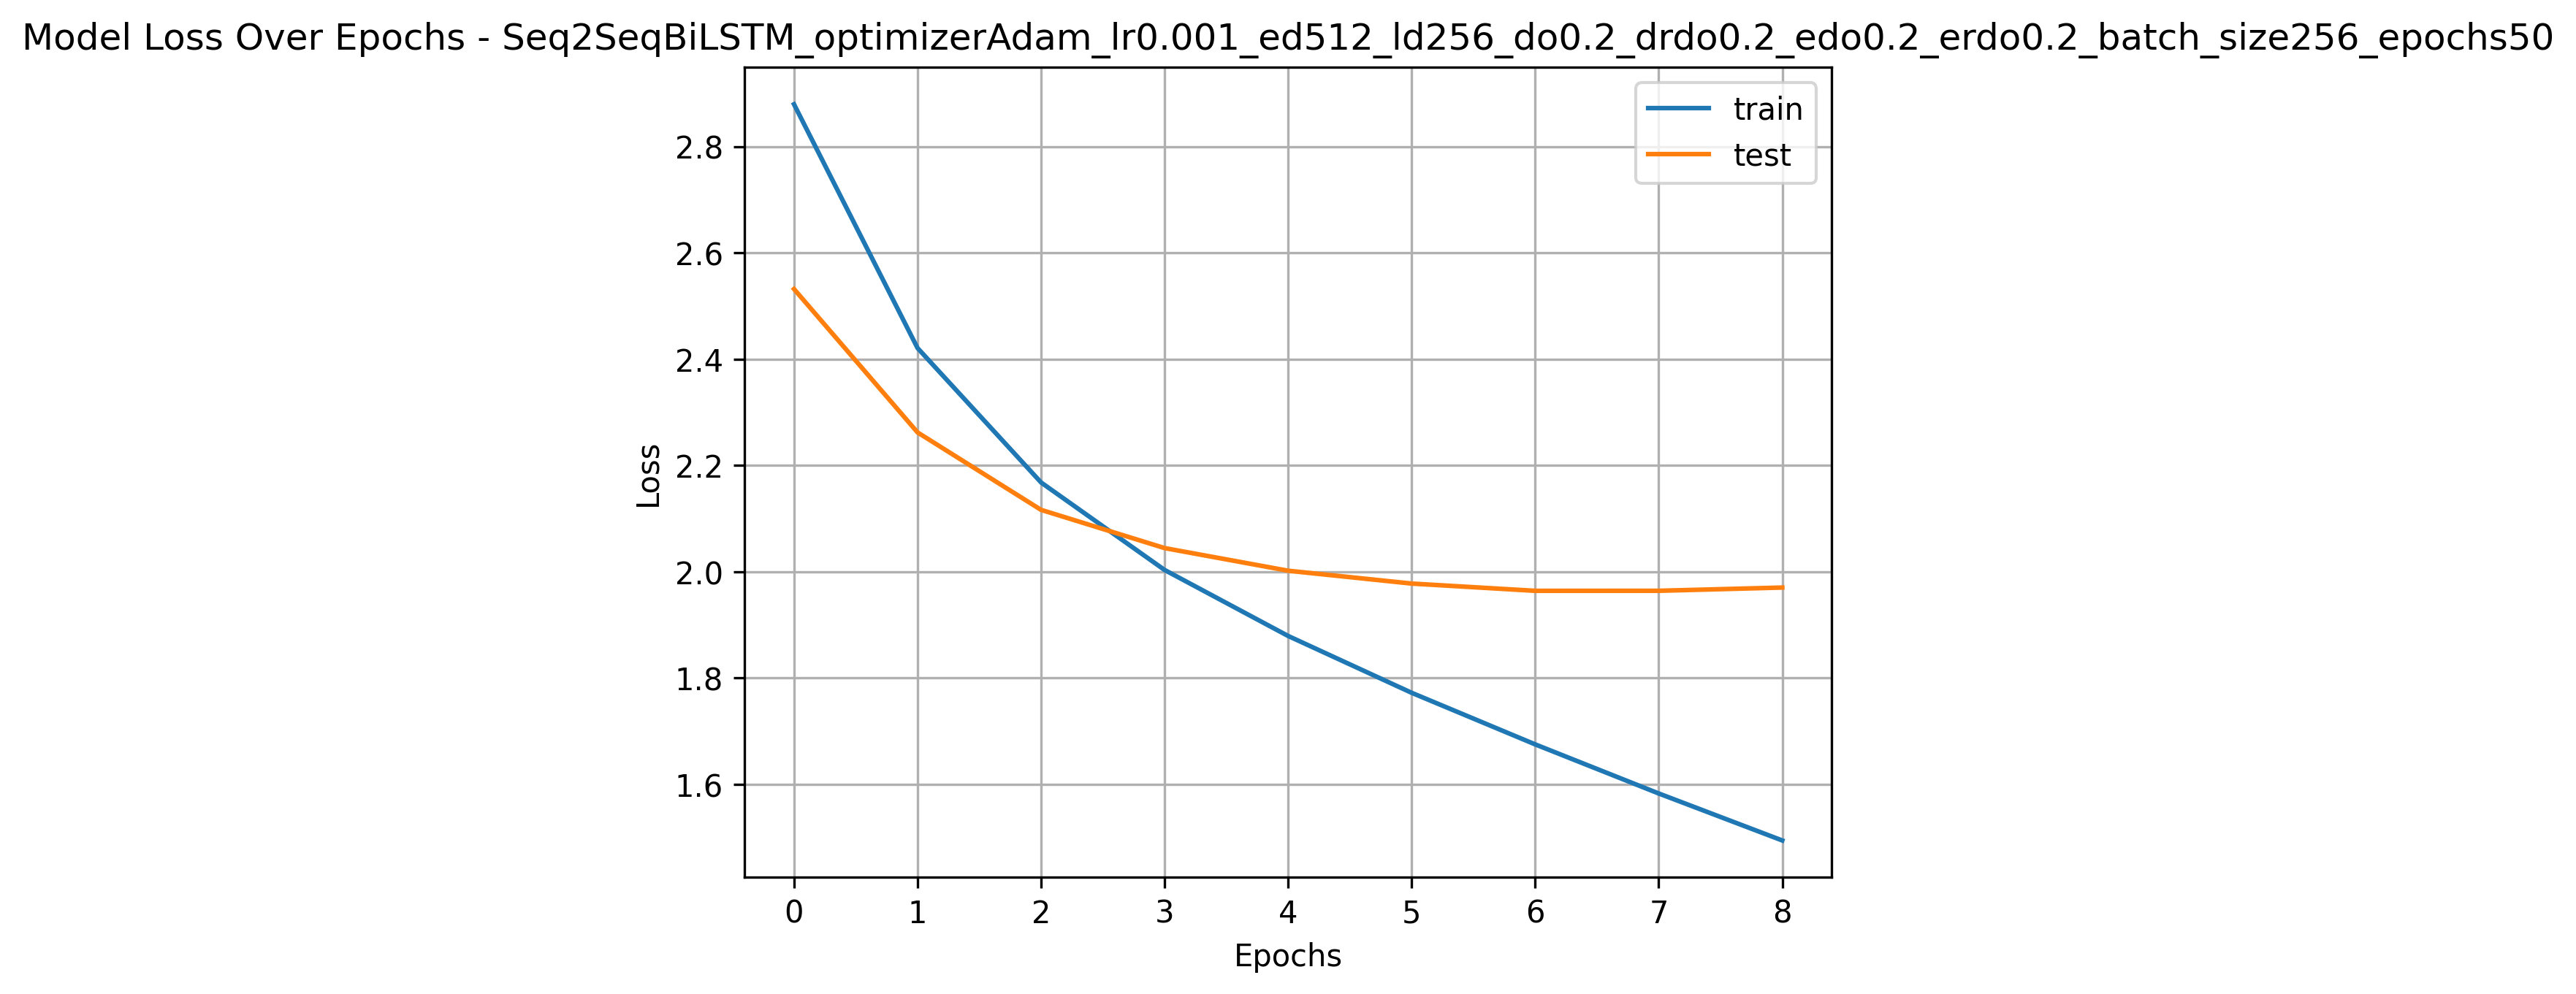 Model Loss Over Epochs - Seq2SeqBiLSTM_optimizerAdam_lr0.001_ed512_ld256_do0.2_drdo0.2_edo0.2_erdo0.2_batch_size256_epochs50
train
test
2.8
2.6
2.4
2.2
2.0
1.8
1.6
Loss
0 1 2 3 4 5 6 7 8
Epochs